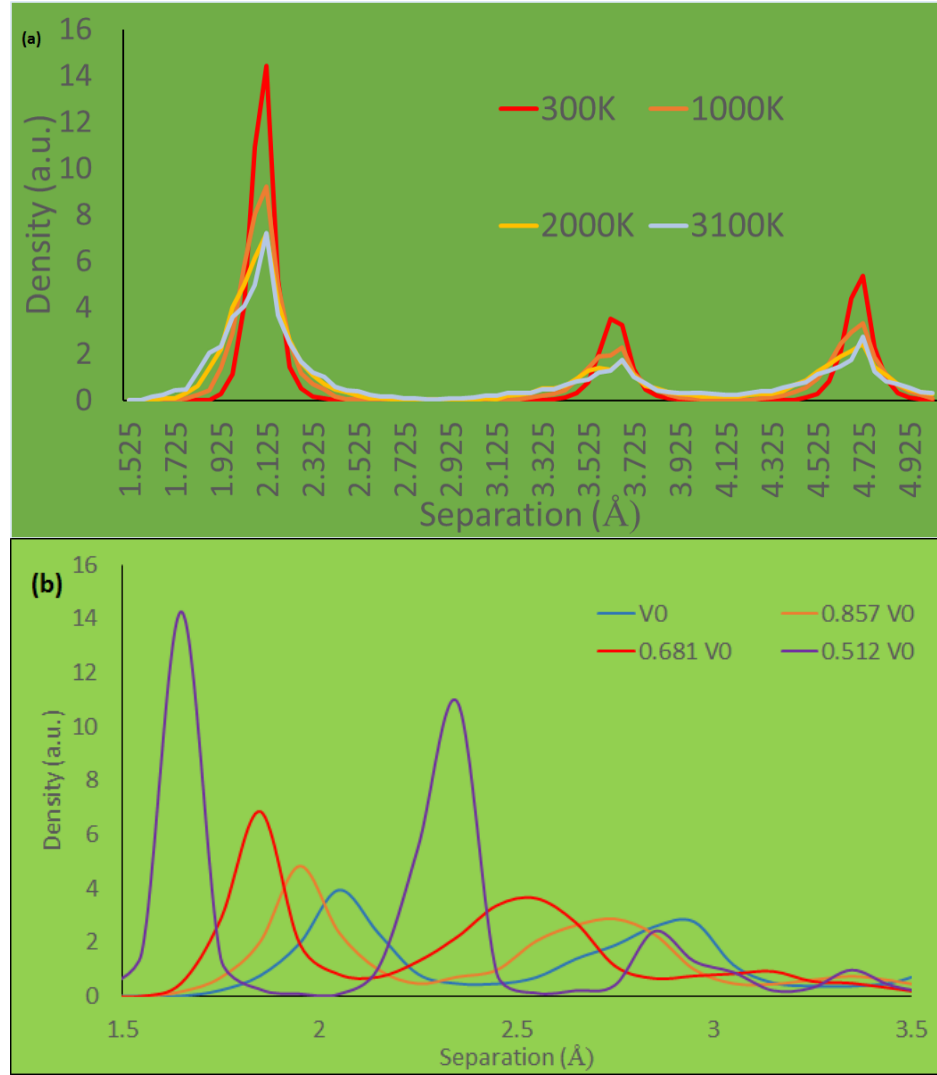 (a)
16
14
12
10
8
6
4
2
0
Density (a.u.)
300K 1000K
2000K 3100K
1.525 1.725 1.925 2.125 2.325 2.525 2.725 2.925 3.125 3.325 3.525 3.725 3.925 4.125 4.325 4.525 4.725 4.925
Separation (Å)
(b)
16
14
12
10
8
6
4
2
0
Density (a.u.)
V0 0.857 V0
0.681 V0 0.512 V0
1.5 2 2.5 3 3.5
Separation (Å)